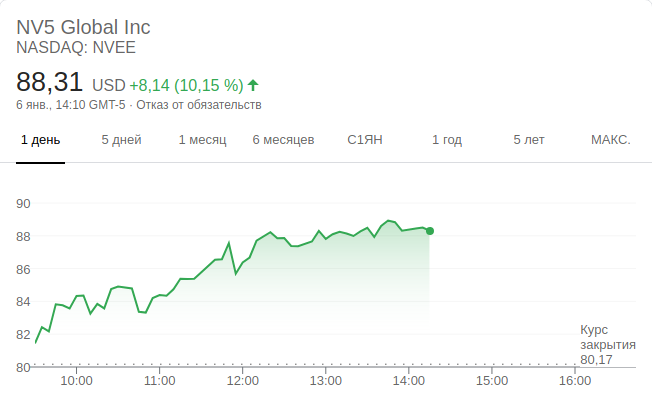 NV5 Global Inc
NASDAQ: NVEE
88,31 USD +8,14 (10,15 %)
6 янв., 14:10 GMT-5 · Отказ от обязательств
1 день 5 дней 1 месяц 6 месяцев С1ЯН 1 год 5 лет МАКС.
90
88
86
84
82
80
Курс
закрытия
80,17
10:00 11:00 12:00 13:00 14:00 15:00 16:00